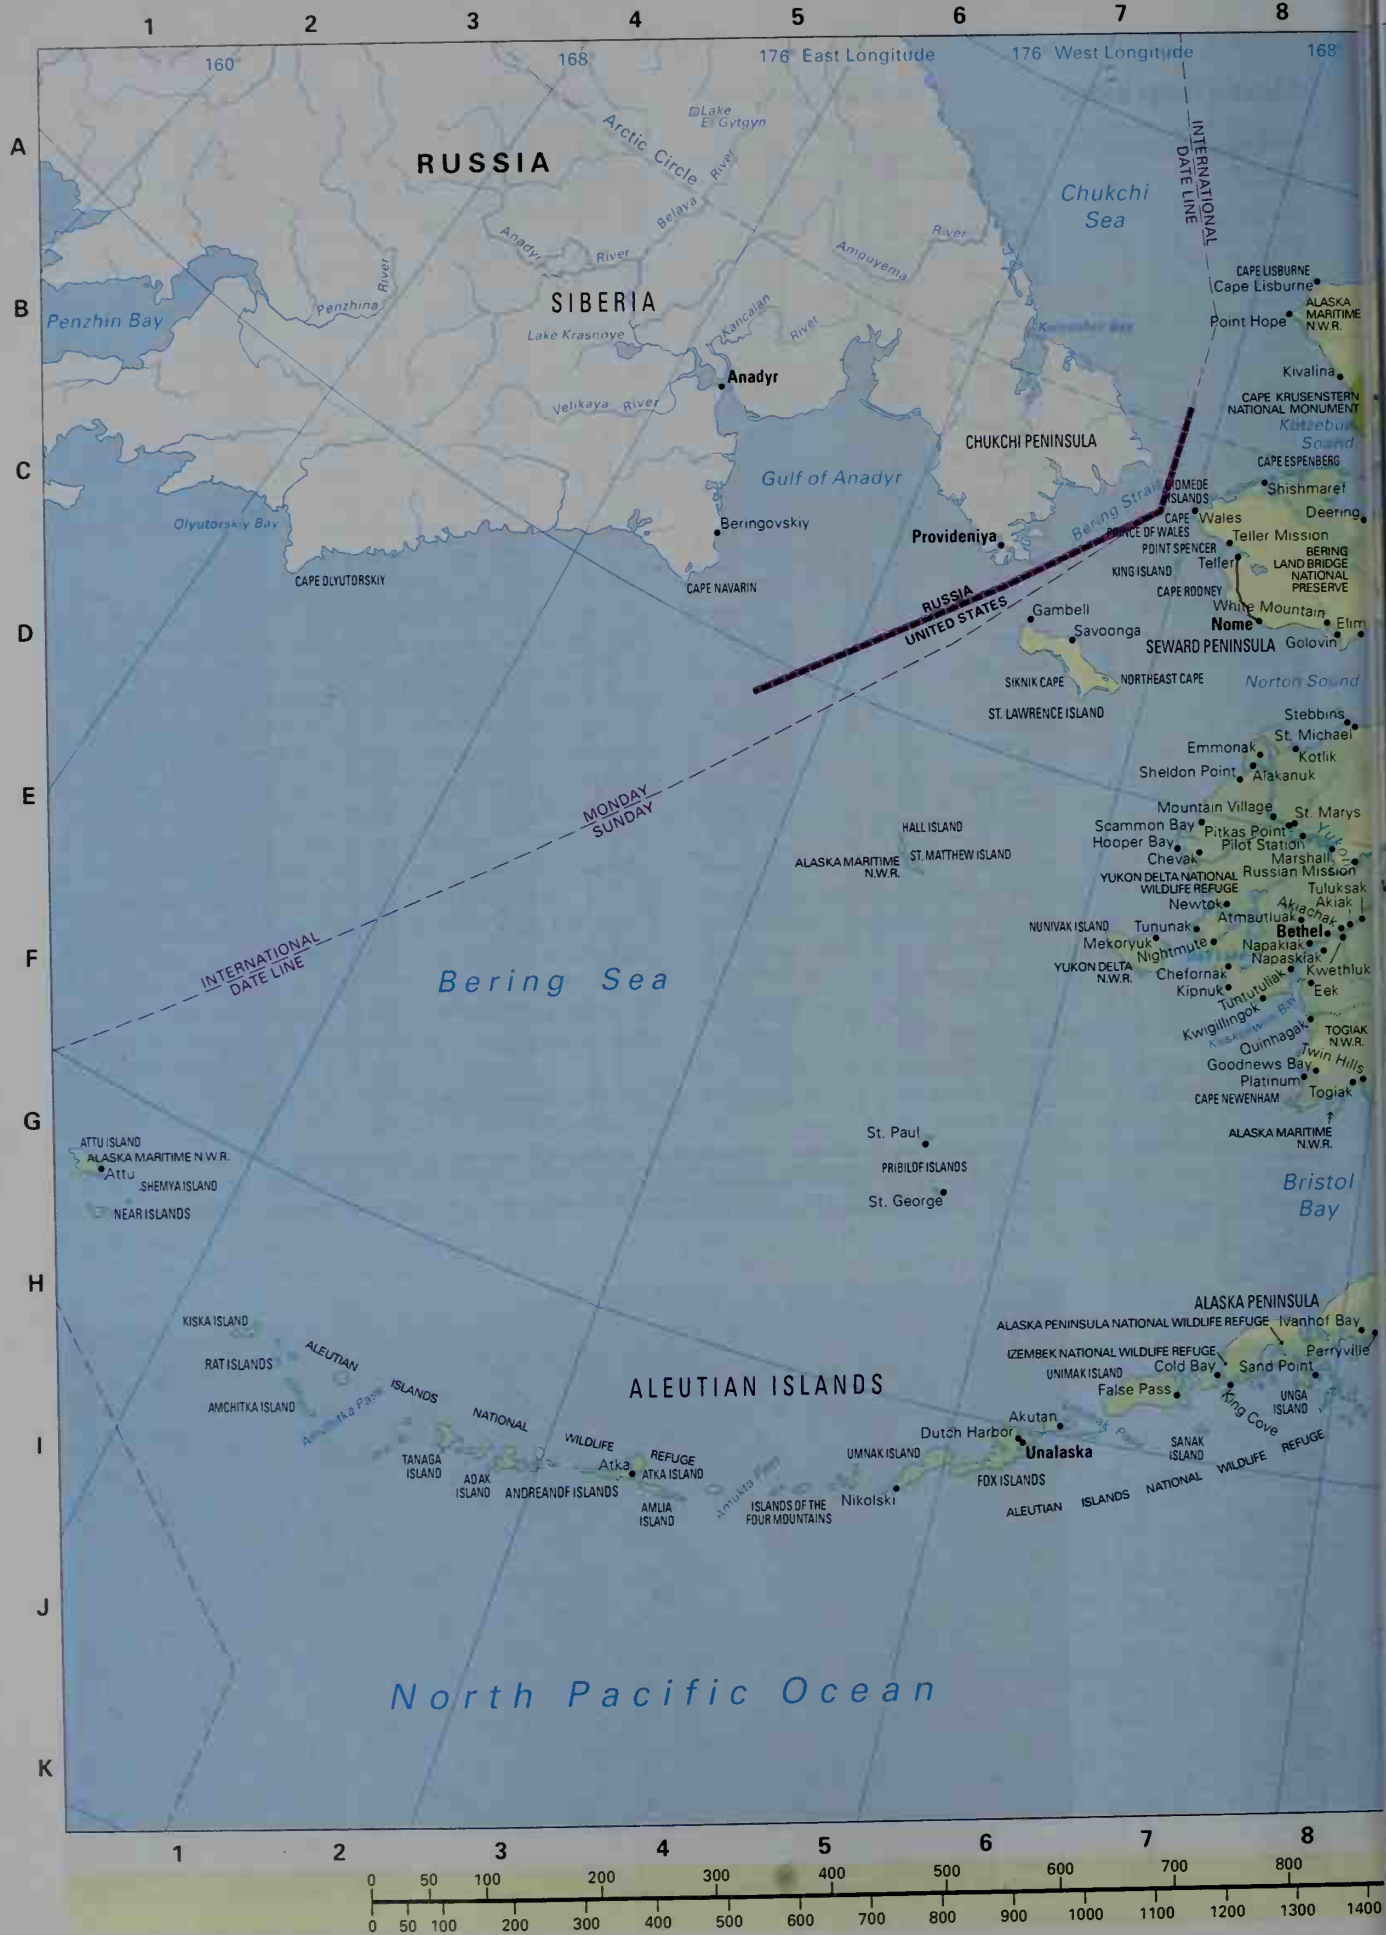 1 2 3 4 5 6 7 8
160° 168° 176° East Longitude 176° West Longitude 168°
A
B
C
D
E
F
G
H
I
J
K
Lake
El Gytgyn
Arctic Circle
RUSSIA
River
Belaya
Chukchi
Sea
INTERNATIONAL
DATE LINE
Anadyr River
Amguyema River
Penzhina River
SIBERIA
Penzhin Bay
Lake Krasnoye
Kancalan
River
Anadyr
Velikaya River
CAPE LISBURNE
Cape Lisburne
ALASKA
MARITIME
N.W.R.
Point Hope
Kivalina
CAPE KRUSENSTERN
NATIONAL MONUMENT
Sound
CAPE ESPENBERG
CHUKCHI PENINSULA
Gulf of Anadyr
Bering Strait
DIOMEDE
ISLANDS
Shishmaref
Deering
Olyutorskiy Bay
Beringovskiy
Provideniya
CAPE
PRINCE OF WALES
Wales
Teller Mission
POINT SPENCER
Teller
BERING
LAND BRIDGE
NATIONAL
PRESERVE
KING ISLAND
CAPE RODNEY
CAPE OLYUTORSKIY
CAPE NAVARIN
RUSSIA
UNITED STATES
White Mountain
Nome
Elim
Golovin
Gambell
Savoonga
SEWARD PENINSULA
SIKNIK CAPE
NORTHEAST CAPE
Norton Sound
ST. LAWRENCE ISLAND
Stebbins
St. Michael
Emmonak
Kotlik
Sheldon Point
Alakanuk
MONDAY
SUNDAY
Mountain Village
St. Marys
Scammon Bay
Pitkas Point
Yukon
Hooper Bay
Pilot Station
Chevak
Marshall
HALL ISLAND
ST. MATTHEW ISLAND
ALASKA MARITIME
N.W.R.
YUKON DELTA NATIONAL
WILDLIFE REFUGE
Russian Mission
Tuluksak
Newtok
Akiachak
Akiak
Atmautluak
NUNIVAK ISLAND
Tununak
Bethel
Mekoryuk
Nightmute
Napakiak
Napaskiak
YUKON DELTA
N.W.R.
Chefornak
Kwethluk
Kipnuk
Tuntutuliak
Eek
Kwigillingok
Bay
Quinhagak
TOGIAK
N.W.R.
INTERNATIONAL
DATE LINE
Bering Sea
Goodnews Bay
Twin Hills
Platinum
Togiak
CAPE NEWENHAM
ALASKA MARITIME
N.W.R.
ATTU ISLAND
ALASKA MARITIME N.W.R.
Attu
SHEMYA ISLAND
NEAR ISLANDS
St. Paul
PRIBILOF ISLANDS
St. George
Bristol
Bay
ALASKA PENINSULA
ALASKA PENINSULA NATIONAL WILDLIFE REFUGE
Ivanhof Bay
KISKA ISLAND
IZEMBEK NATIONAL WILDLIFE REFUGE
Perryville
RAT ISLANDS
UNIMAK ISLAND
Cold Bay
Sand Point
AMCHITKA ISLAND
False Pass
King Cove
UNGA
ISLAND
ALEUTIAN ISLANDS NATIONAL WILDLIFE REFUGE
Pass
ALEUTIAN ISLANDS
Akutan
Dutch Harbor
Unalaska
SANAK
ISLAND
UMNAK ISLAND
FOX ISLANDS
TANAGA
ISLAND
ADAK
ISLAND
Atka
ATKA ISLAND
ANDREANOF ISLANDS
AMLIA
ISLAND
Amukta Pass
ISLANDS OF THE
FOUR MOUNTAINS
Nikolski
ALEUTIAN ISLANDS NATIONAL WILDLIFE REFUGE
North Pacific Ocean
1 2 3 4 5 6 7 8
0 50 100 200 300 400 500 600 700 800
0 50 100 200 300 400 500 600 700 800 900 1000 1100 1200 1300 1400